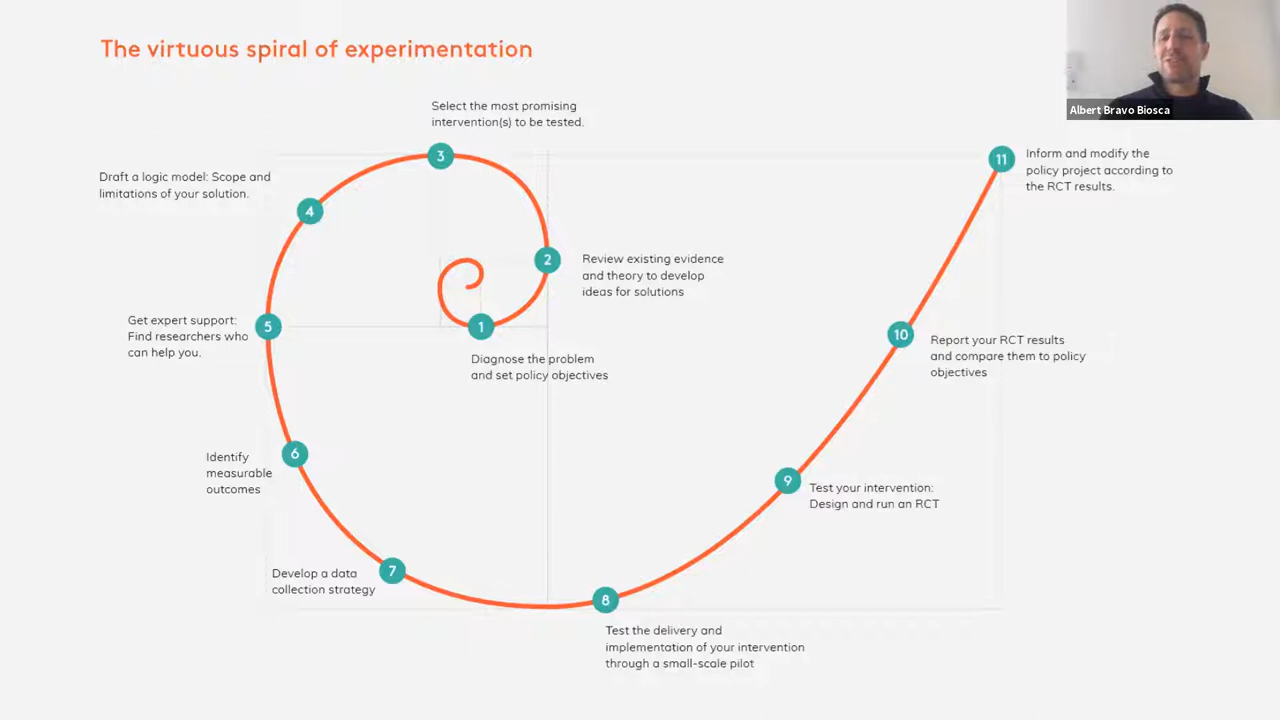 The virtuous spiral of experimentation
Albert Bravo Biosca
1
Diagnose the problem
and set policy objectives
2
Review existing evidence
and theory to develop
ideas for solutions
3
Select the most promising
intervention(s) to be tested.
4
Draft a logic model: Scope and
limitations of your solution.
5
Get expert support:
Find researchers who
can help you.
6
Identify
measurable
outcomes
7
Develop a data
collection strategy
8
Test the delivery and
implementation of your intervention
through a small-scale pilot
9
Test your intervention:
Design and run an RCT
10
Report your RCT results
and compare them to policy
objectives
11
Inform and modify the
policy project according to
the RCT results.